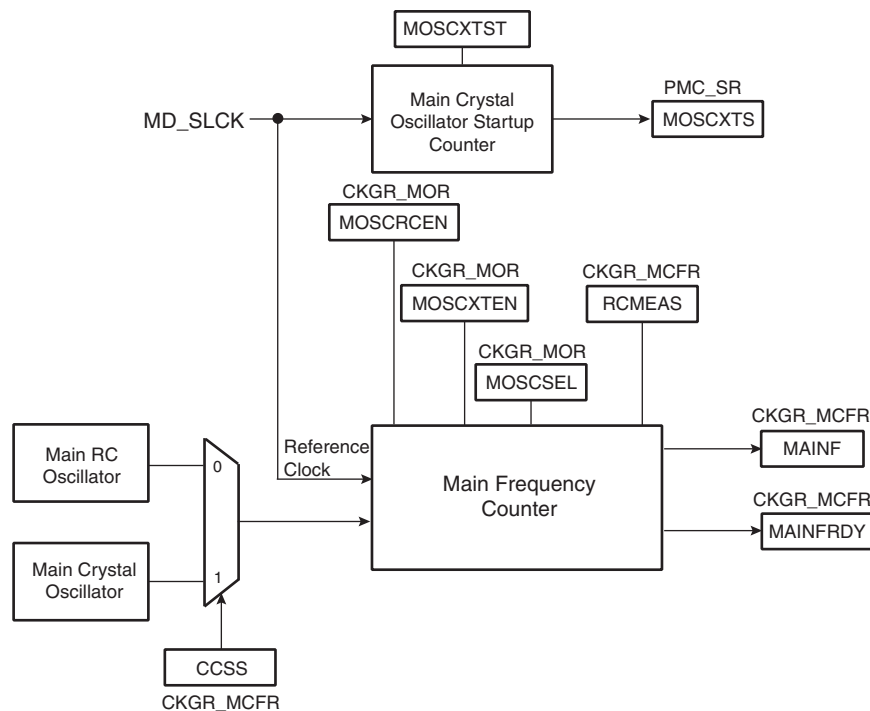 MOSCXTST
MD_SLCK
Main Crystal
Oscillator Startup
Counter
PMC_SR
MOSCXTS
CKGR_MOR
MOSCRCEN
CKGR_MOR
MOSCXTEN
CKGR_MCFR
RCMEAS
CKGR_MOR
MOSCSEL
Main RC
Oscillator
0
Reference
Clock
Main Frequency
Counter
CKGR_MCFR
MAINF
CKGR_MCFR
MAINFRDY
Main Crystal
Oscillator
1
CCSS
CKGR_MCFR